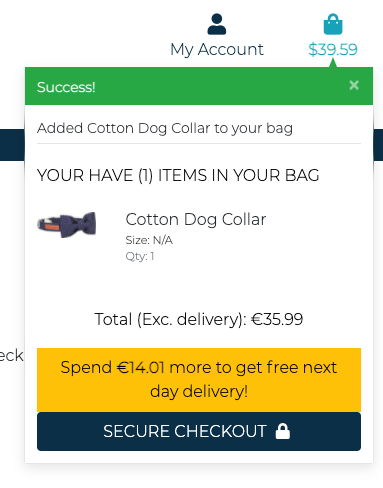 My Account
$39.59
Success!
×
Added Cotton Dog Collar to your bag
YOUR HAVE (1) ITEMS IN YOUR BAG
Cotton Dog Collar
Size: N/A
Qty: 1
Total (Exc. delivery): €35.99
eck
Spend €14.01 more to get free next
day delivery!
SECURE CHECKOUT